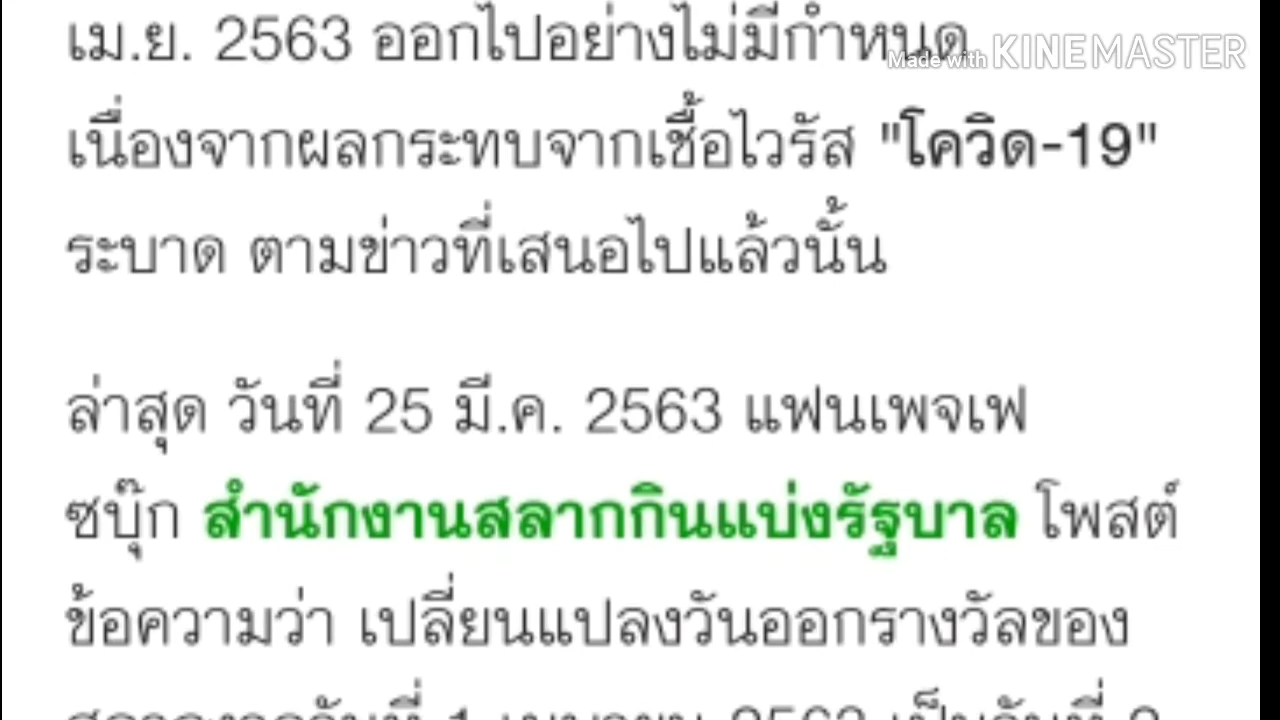 เม.ย. 2563 ออกไปอย่างไม่มีกำหนด
Made with KINEMASTER
เนื่องจากผลกระทบจากเชื้อไวรัส "โควิด-19"
ระบาด ตามข่าวที่เสนอไปแล้วนั้น
ล่าสุด วันที่ 25 มี.ค. 2563 แฟนเพจเฟ
ซบุ๊ก สำนักงานสลากกินแบ่งรัฐบาล โพสต์
ข้อความว่า เปลี่ยนแปลงวันออกรางวัลของ